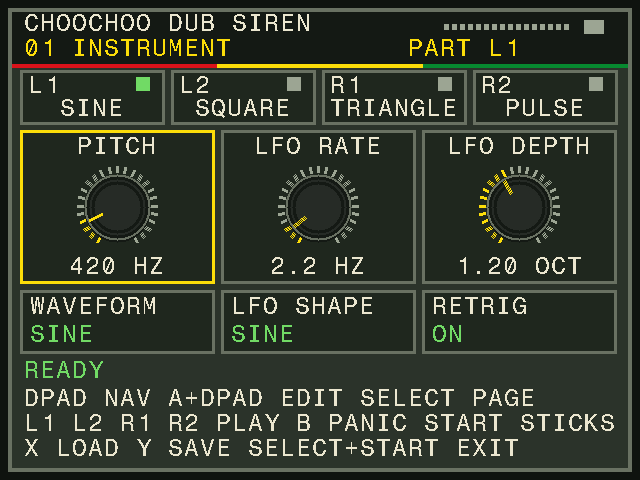 CHOOCHOO DUB SIREN
01 INSTRUMENT PART L1
L1 L2 R1 R2
SINE SQUARE TRIANGLE PULSE
PITCH LFO RATE LFO DEPTH
420 HZ 2.2 HZ 1.20 OCT
WAVEFORM LFO SHAPE RETRIG
SINE SINE ON
READY
DPAD NAV A+DPAD EDIT SELECT PAGE
L1 L2 R1 R2 PLAY B PANIC START STICKS
X LOAD Y SAVE SELECT+START EXIT